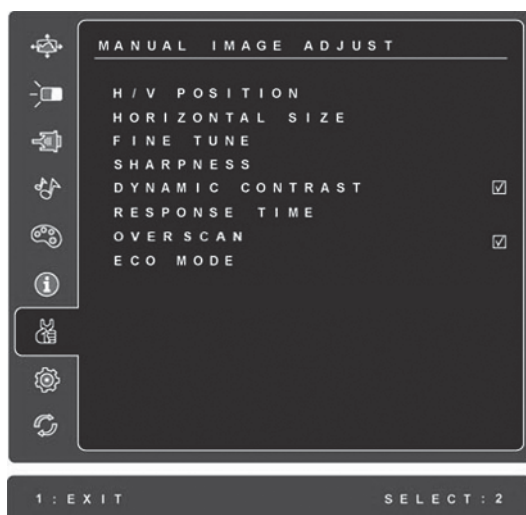 MANUAL IMAGE ADJUST
H/V POSITION
HORIZONTAL SIZE
FINE TUNE
SHARPNESS
DYNAMIC CONTRAST
RESPONSE TIME
OVERSCAN
ECO MODE
1:EXIT SELECT:2